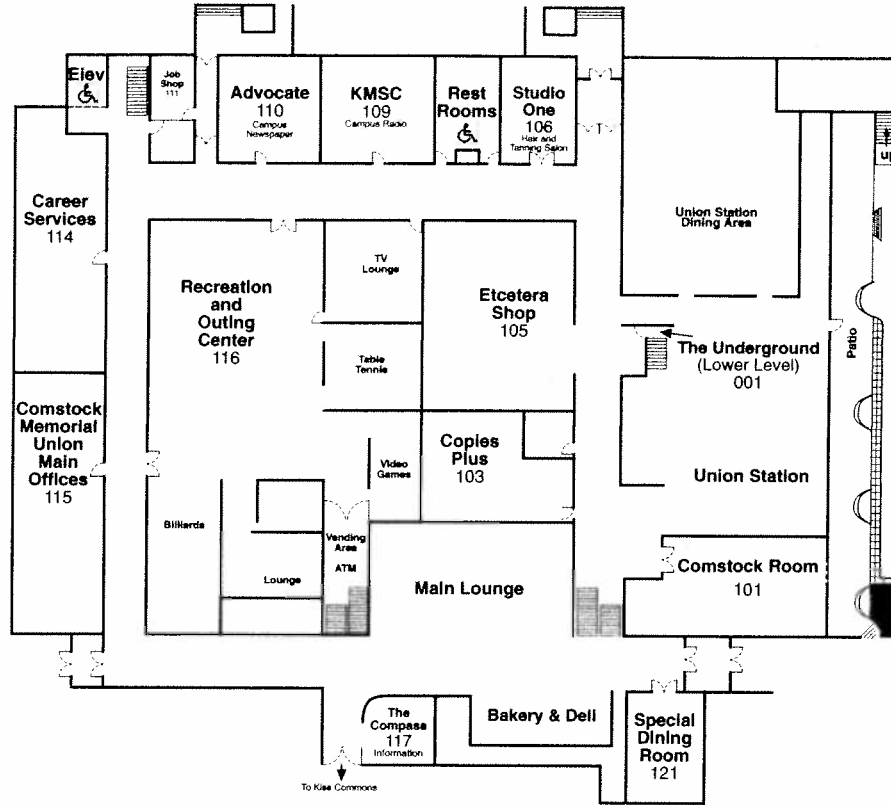 Elev
Job
Shop
111
Advocate
110
Campus
Newspaper
KMSC
109
Campus Radio
Rest
Rooms
Studio
One
106
Hair and
Tanning Salon
up
Career
Services
114
Union Station
Dining Area
TV
Lounge
Recreation
and
Outing
Center
116
Etcetera
Shop
105
The Underground
(Lower Level)
001
Patio
Table
Tennis
Comstock
Memorial
Union
Main
Offices
115
Copies
Plus
103
Video
Games
Union Station
Billiards
Vending
Area
ATM
Lounge
Main Lounge
Comstock Room
101
The
Compass
117
Information
Bakery & Deli
Special
Dining
Room
121
To Kise Commons